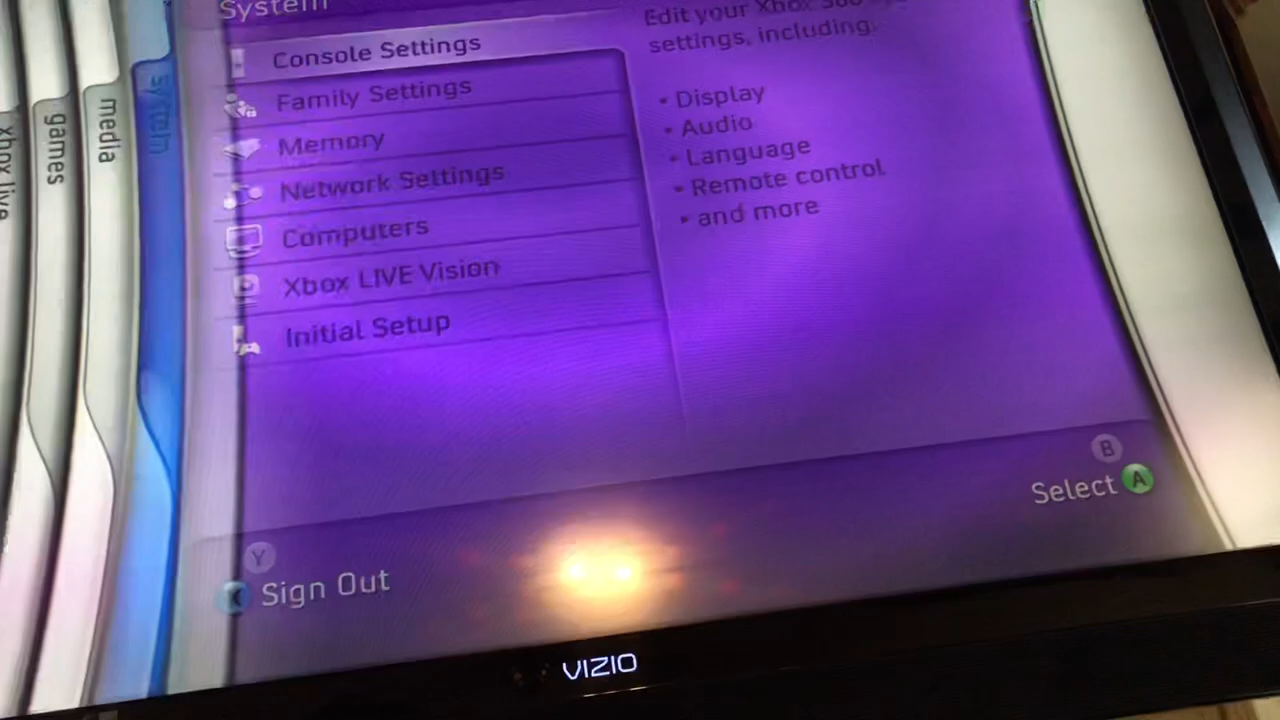 System
Console Settings
Family Settings
Memory
Network Settings
Computers
Xbox LIVE Vision
Initial Setup
Edit your Xbox 360
settings, including:
• Display
• Audio
• Language
• Remote control
• and more
xbox live
games
media
system
B
Select A
Y
X Sign Out
VIZIO